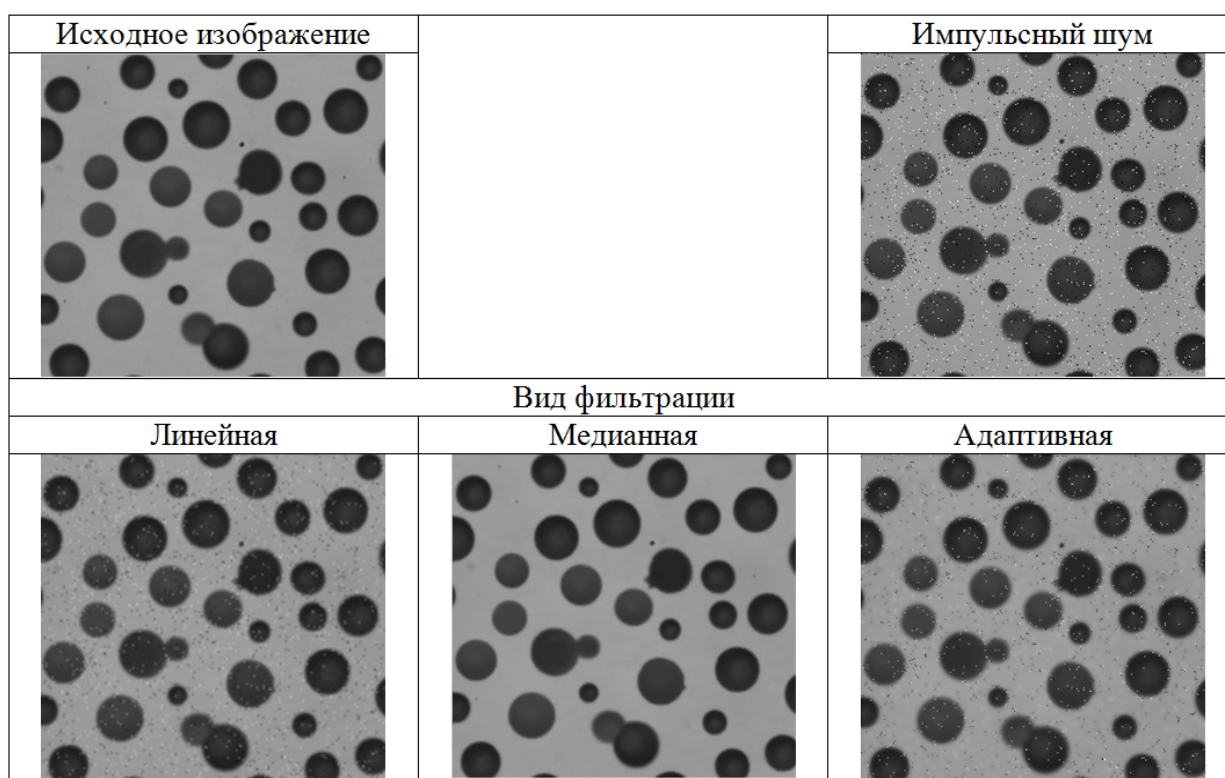 Исходное изображение
Импульсный шум
Вид фильтрации
Линейная
Медианная
Адаптивная